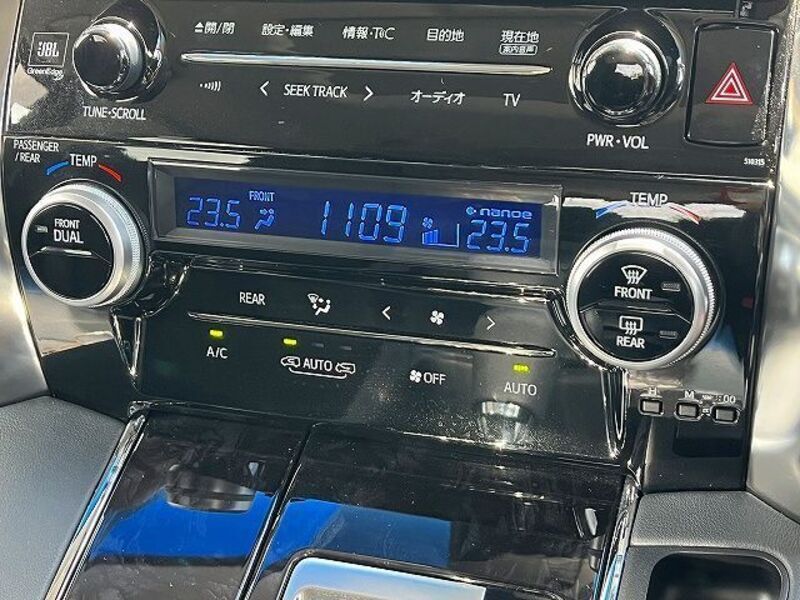 JBL
GreenEdge
開/閉
設定・編集
情報・TC
目的地
現在地
案内音声
SEEK TRACK
オーディオ
TV
TUNE・SCROLL
PWR・VOL
510315
PASSENGER
/REAR
TEMP
FRONT
DUAL
23.5
FRONT
1109
nanoe
23.5
TEMP
FRONT
REAR
REAR
A/C
AUTO
OFF
AUTO
H
M
:00